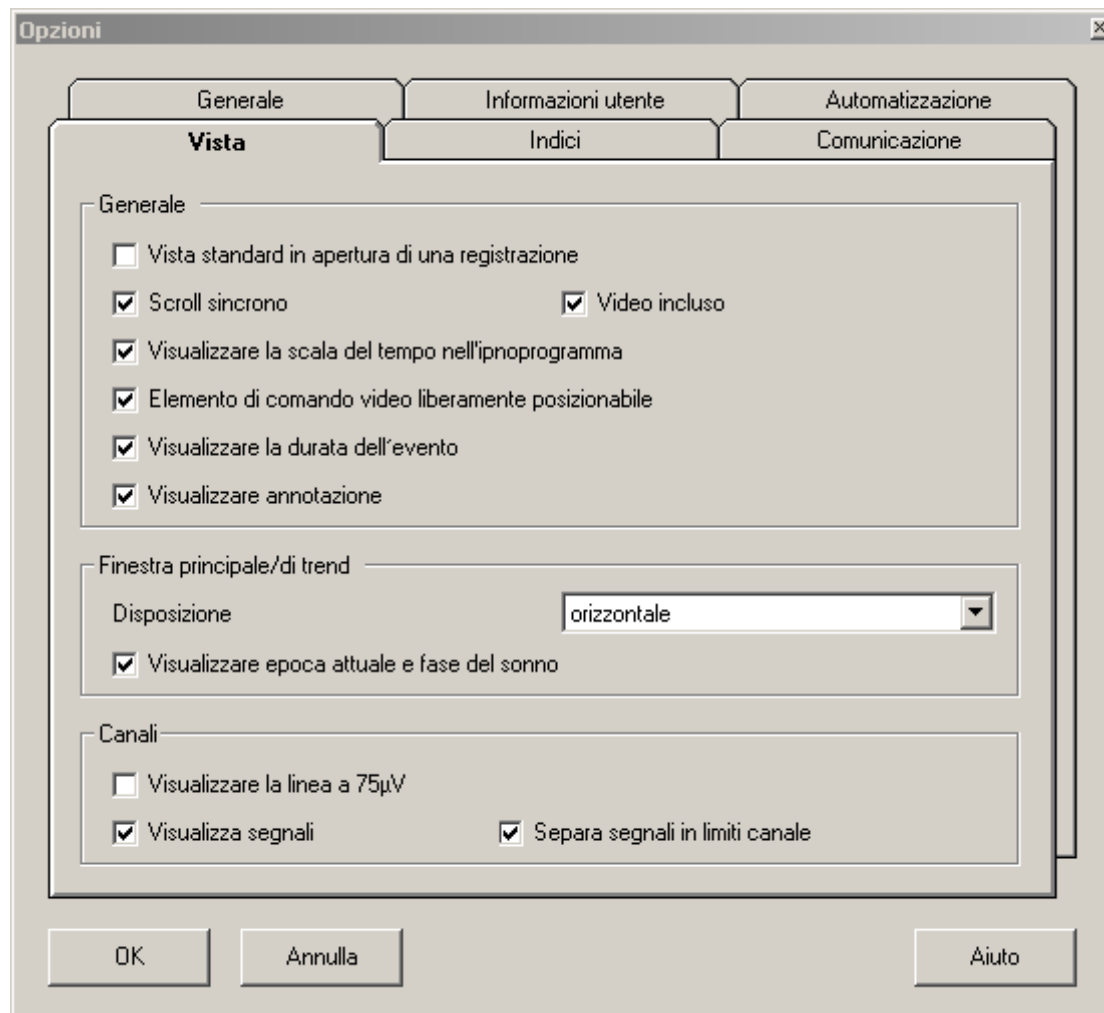 Opzioni
Generale Informazioni utente Automatizzazione
Vista Indici Comunicazione
Generale
Vista standard in apertura di una registrazione
Scroll sincrono Video incluso
Visualizzare la scala del tempo nell'ipnoprogramma
Elemento di comando video liberamente posizionabile
Visualizzare la durata dell´evento
Visualizzare annotazione
Finestra principale/di trend
Disposizione orizzontale
Visualizzare epoca attuale e fase del sonno
Canali
Visualizzare la linea a 75µV
Visualizza segnali Separa segnali in limiti canale
OK Annulla Aiuto